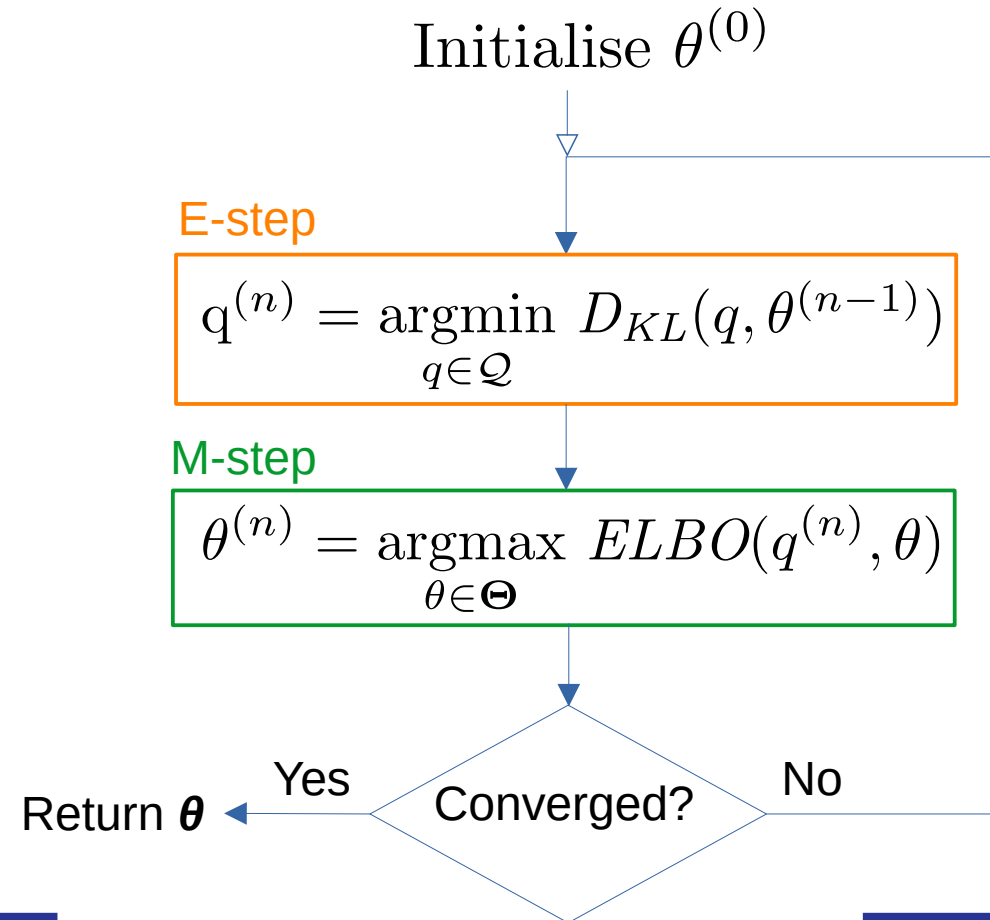 Initialise θ^(0)
E-step
q^(n) = argmin D_KL(q, θ^(n−1))
q∈𝒬
M-step
θ^(n) = argmax ELBO(q^(n), θ)
θ∈Θ
Yes
No
Converged?
Return θ